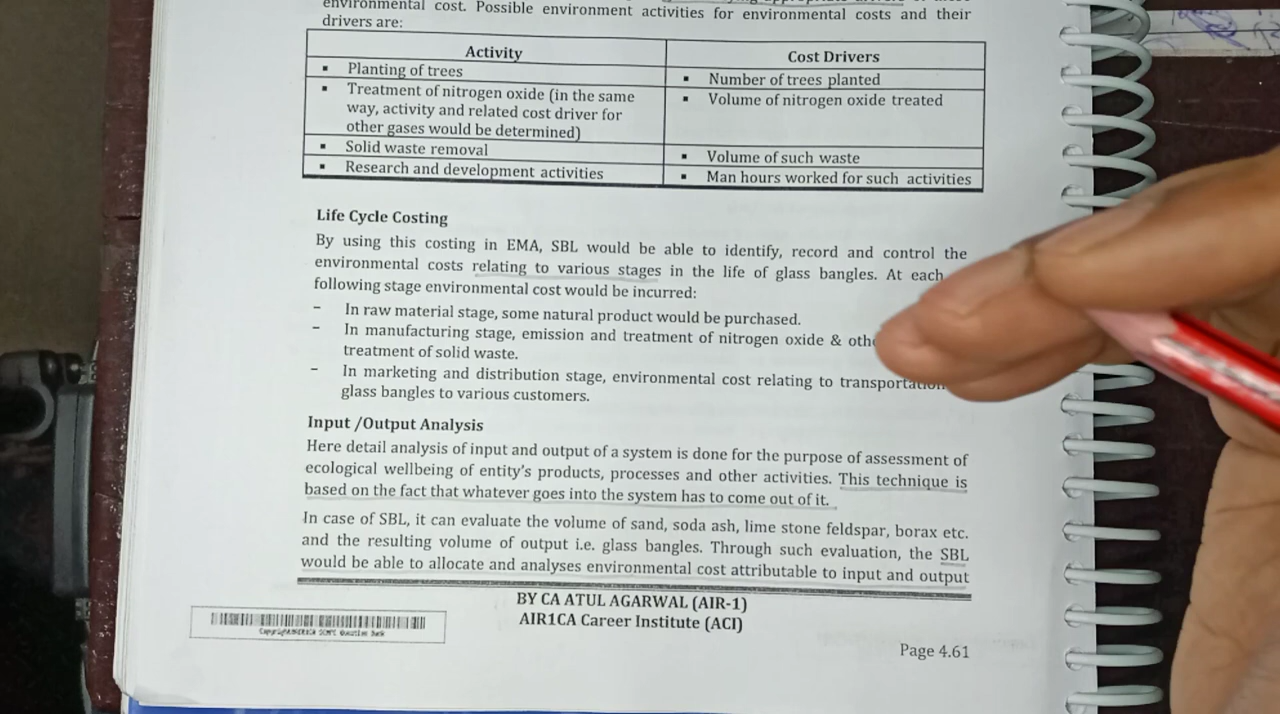 environmental cost. Possible environment activities for environmental costs and their
drivers are:
Activity Cost Drivers
▪ Planting of trees ▪ Number of trees planted
▪ Treatment of nitrogen oxide (in the same ▪ Volume of nitrogen oxide treated
way, activity and related cost driver for
other gases would be determined)
▪ Solid waste removal ▪ Volume of such waste
▪ Research and development activities ▪ Man hours worked for such activities
Life Cycle Costing
By using this costing in EMA, SBL would be able to identify, record and control the
environmental costs relating to various stages in the life of glass bangles. At each
following stage environmental cost would be incurred:
– In raw material stage, some natural product would be purchased.
– In manufacturing stage, emission and treatment of nitrogen oxide &
treatment of solid waste.
– In marketing and distribution stage, environmental cost relating to transportation
glass bangles to various customers.
Input /Output Analysis
Here detail analysis of input and output of a system is done for the purpose of assessment of
ecological wellbeing of entity's products, processes and other activities. This technique is
based on the fact that whatever goes into the system has to come out of it.
In case of SBL, it can evaluate the volume of sand, soda ash, lime stone feldspar, borax etc.
and the resulting volume of output i.e. glass bangles. Through such evaluation, the SBL
would be able to allocate and analyses environmental cost attributable to input and output
BY CA ATUL AGARWAL (AIR-1)
AIR1CA Career Institute (ACI)
Page 4.61